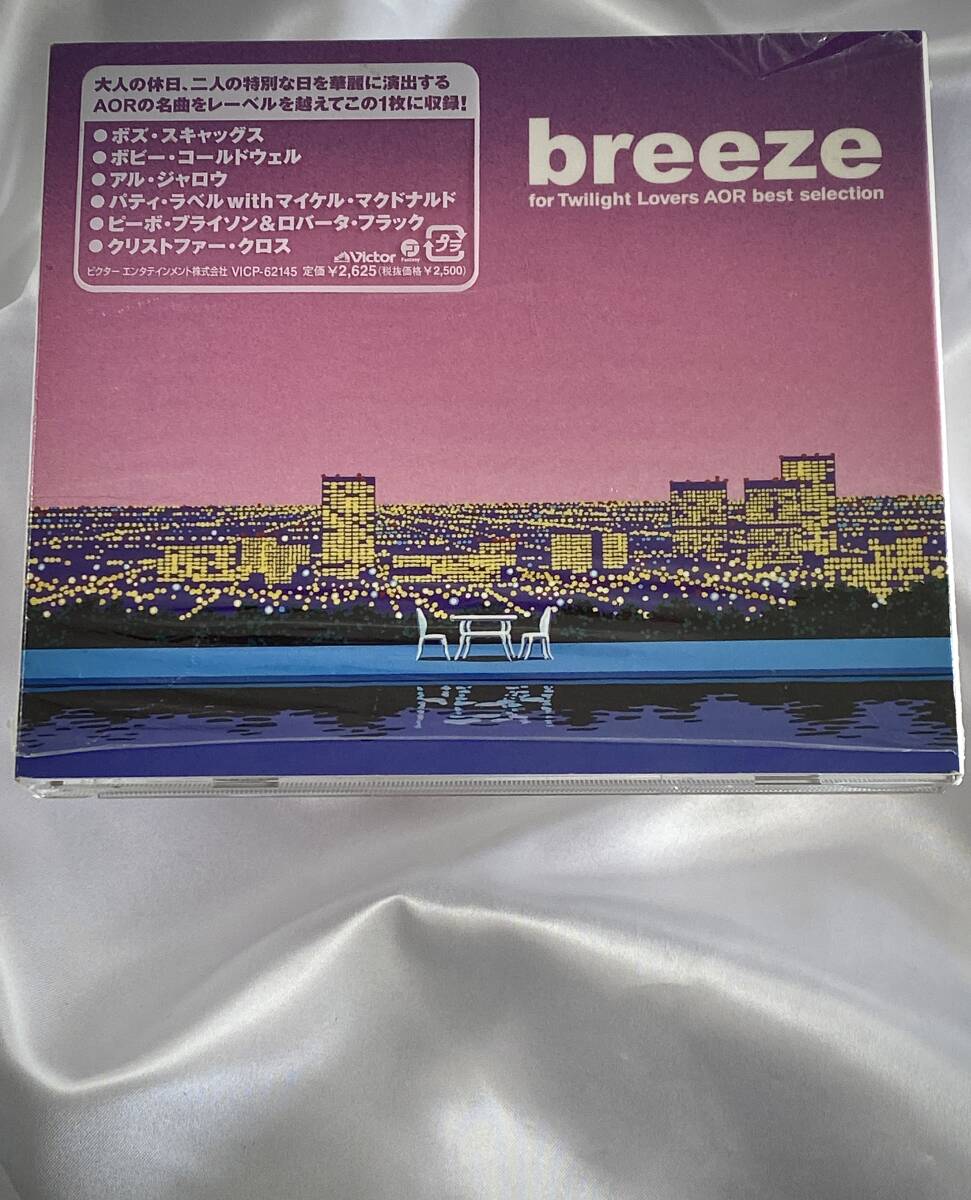 大人の休日、二人の特別な日を華麗に演出する
AORの名曲をレーベルを越えてこの1枚に収録!
●ボズ・スキャッグス
●ボビー・コールドウェル
●アル・ジャロウ
●パティ・ラベルwithマイケル・マクドナルド
●ピーボ・ブライソン&ロバータ・フラック
●クリストファー・クロス
Victor Fantasy プラ
ビクター エンタテインメント株式会社 VICP-62145 定価¥2,625(税抜価格¥2,500)
breeze
for Twilight Lovers AOR best selection